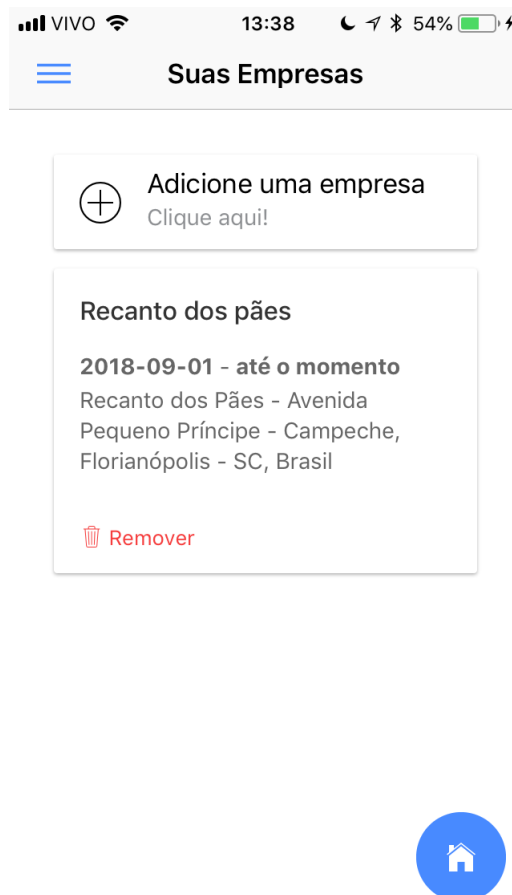 VIVO 13:38 54%
Suas Empresas
Adicione uma empresa
Clique aqui!
Recanto dos pães
2018-09-01 - até o momento
Recanto dos Pães - Avenida
Pequeno Príncipe - Campeche,
Florianópolis - SC, Brasil
Remover